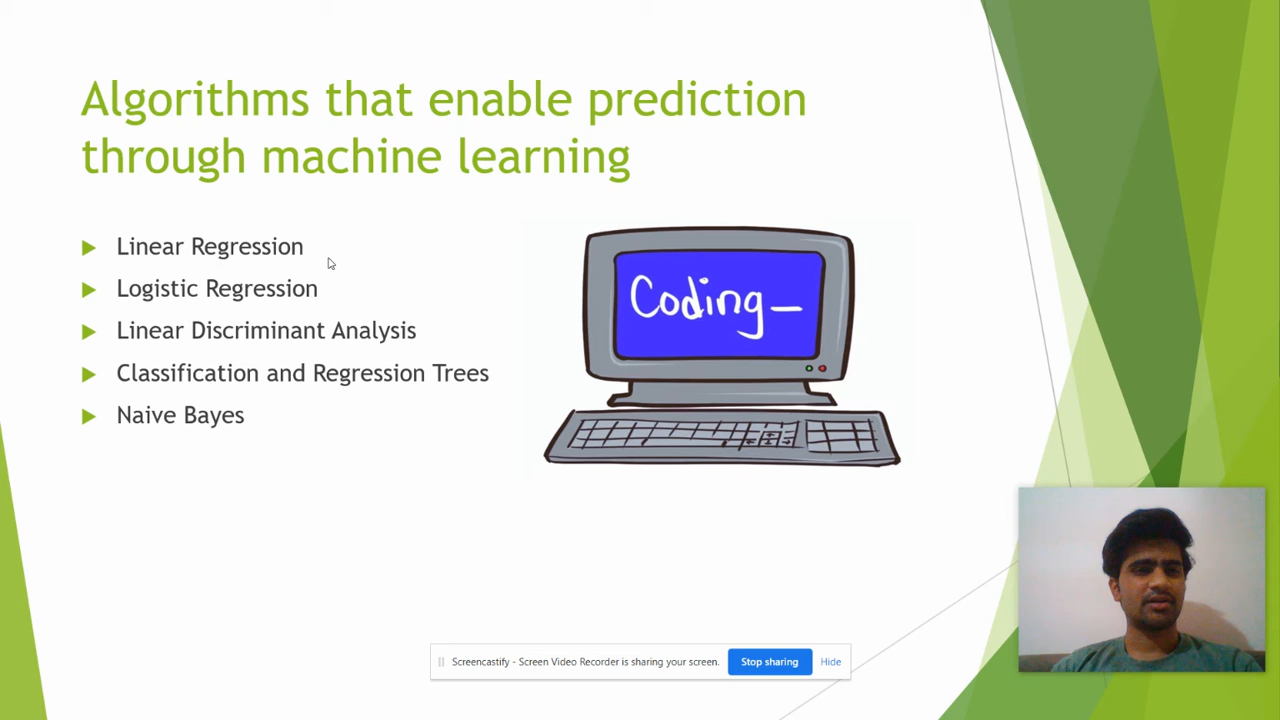 Algorithms that enable prediction
through machine learning
Linear Regression
Logistic Regression
Linear Discriminant Analysis
Classification and Regression Trees
Naive Bayes
Coding_
Screencastify - Screen Video Recorder is sharing your screen. Stop sharing Hide